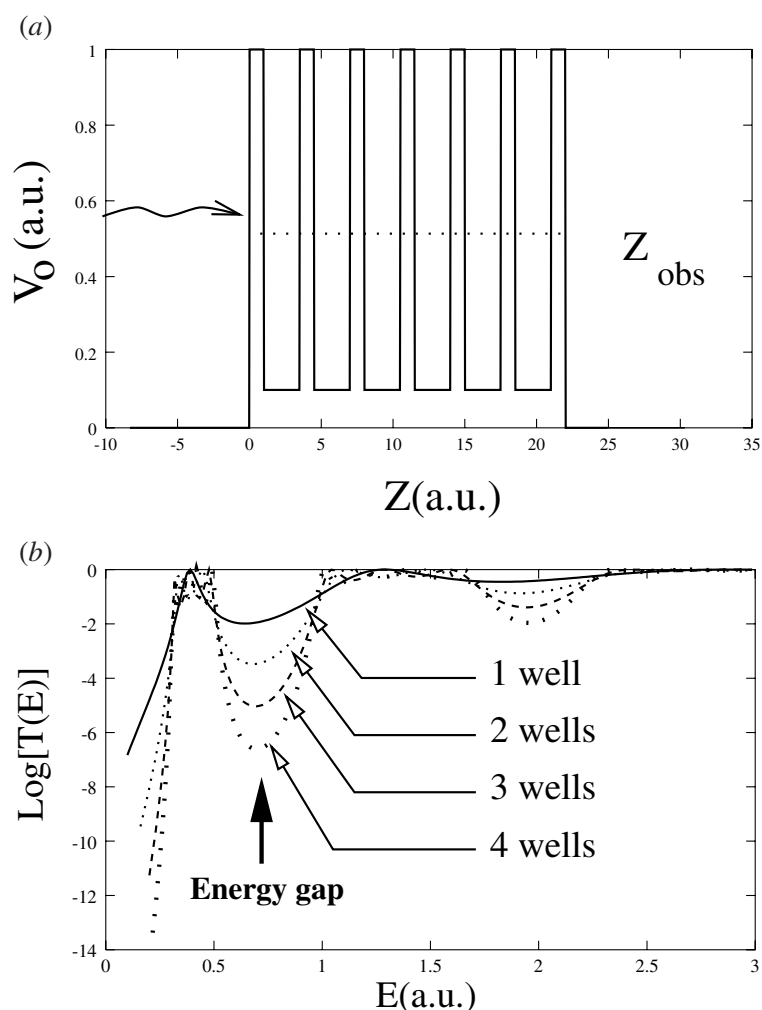 (a)
1
0.8
0.6
0.4
0.2
0
V_O (a.u.)
Z_obs
-10 -5 0 5 10 15 20 25 30 35
Z(a.u.)
(b)
0
-2
-4
-6
-8
-10
-12
-14
Log[T(E)]
1 well
2 wells
3 wells
4 wells
Energy gap
0 0.5 1 1.5 2 2.5 3
E(a.u.)